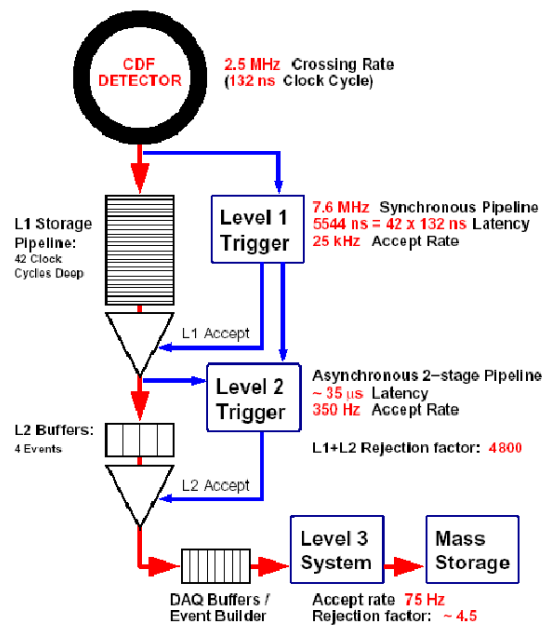 CDF
DETECTOR
2.5 MHz Crossing Rate
(132 ns Clock Cycle)
L1 Storage
Pipeline:
42 Clock
Cycles Deep
Level 1
Trigger
7.6 MHz Synchronous Pipeline
5544 ns = 42 x 132 ns Latency
25 kHz Accept Rate
L1 Accept
Level 2
Trigger
Asynchronous 2-stage Pipeline
~ 35 µs Latency
350 Hz Accept Rate
L2 Buffers:
4 Events
L1+L2 Rejection factor: 4800
L2 Accept
Level 3
System
Mass
Storage
DAQ Buffers /
Event Builder
Accept rate 75 Hz
Rejection factor: ~ 4.5